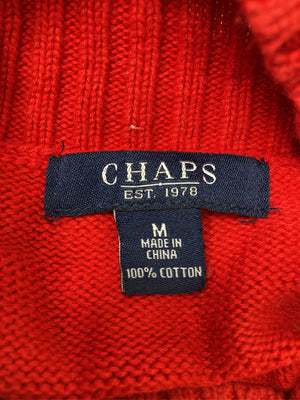 CHAPS
EST. 1978
M
MADE IN
CHINA
100% COTTON